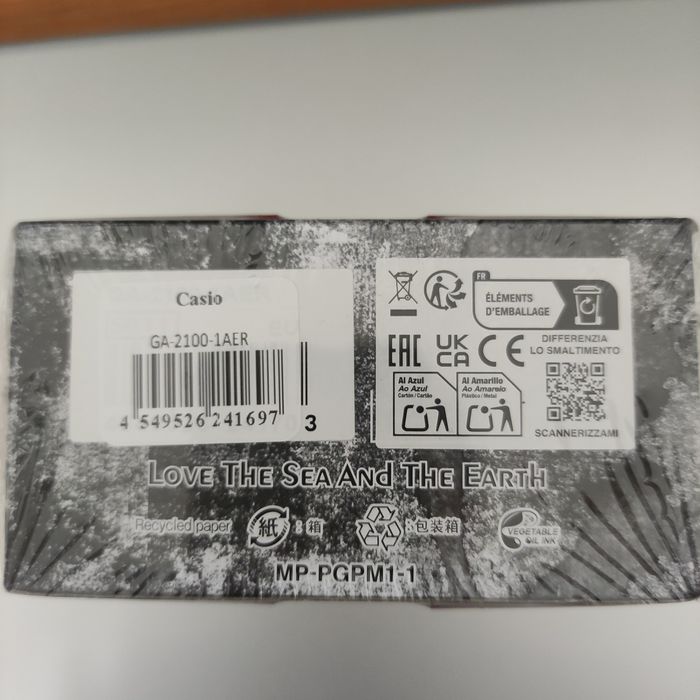 Casio
GA-2100-1AER
4 549526 241697
3
FR
ÉLÉMENTS
D'EMBALLAGE
EAC
UK
CA
CE
DIFFERENZIA
LO SMALTIMENTO
Al Azul
Ao Azul
Cartón / Cartão
Al Amarillo
Ao Amarelo
Plástico / Metal
SCANNERIZZAMI
LOVE THE SEA AND THE EARTH
Recycled paper
紙
:箱
:包装箱
VEGETABLE
OIL INK
MP-PGPM1-1